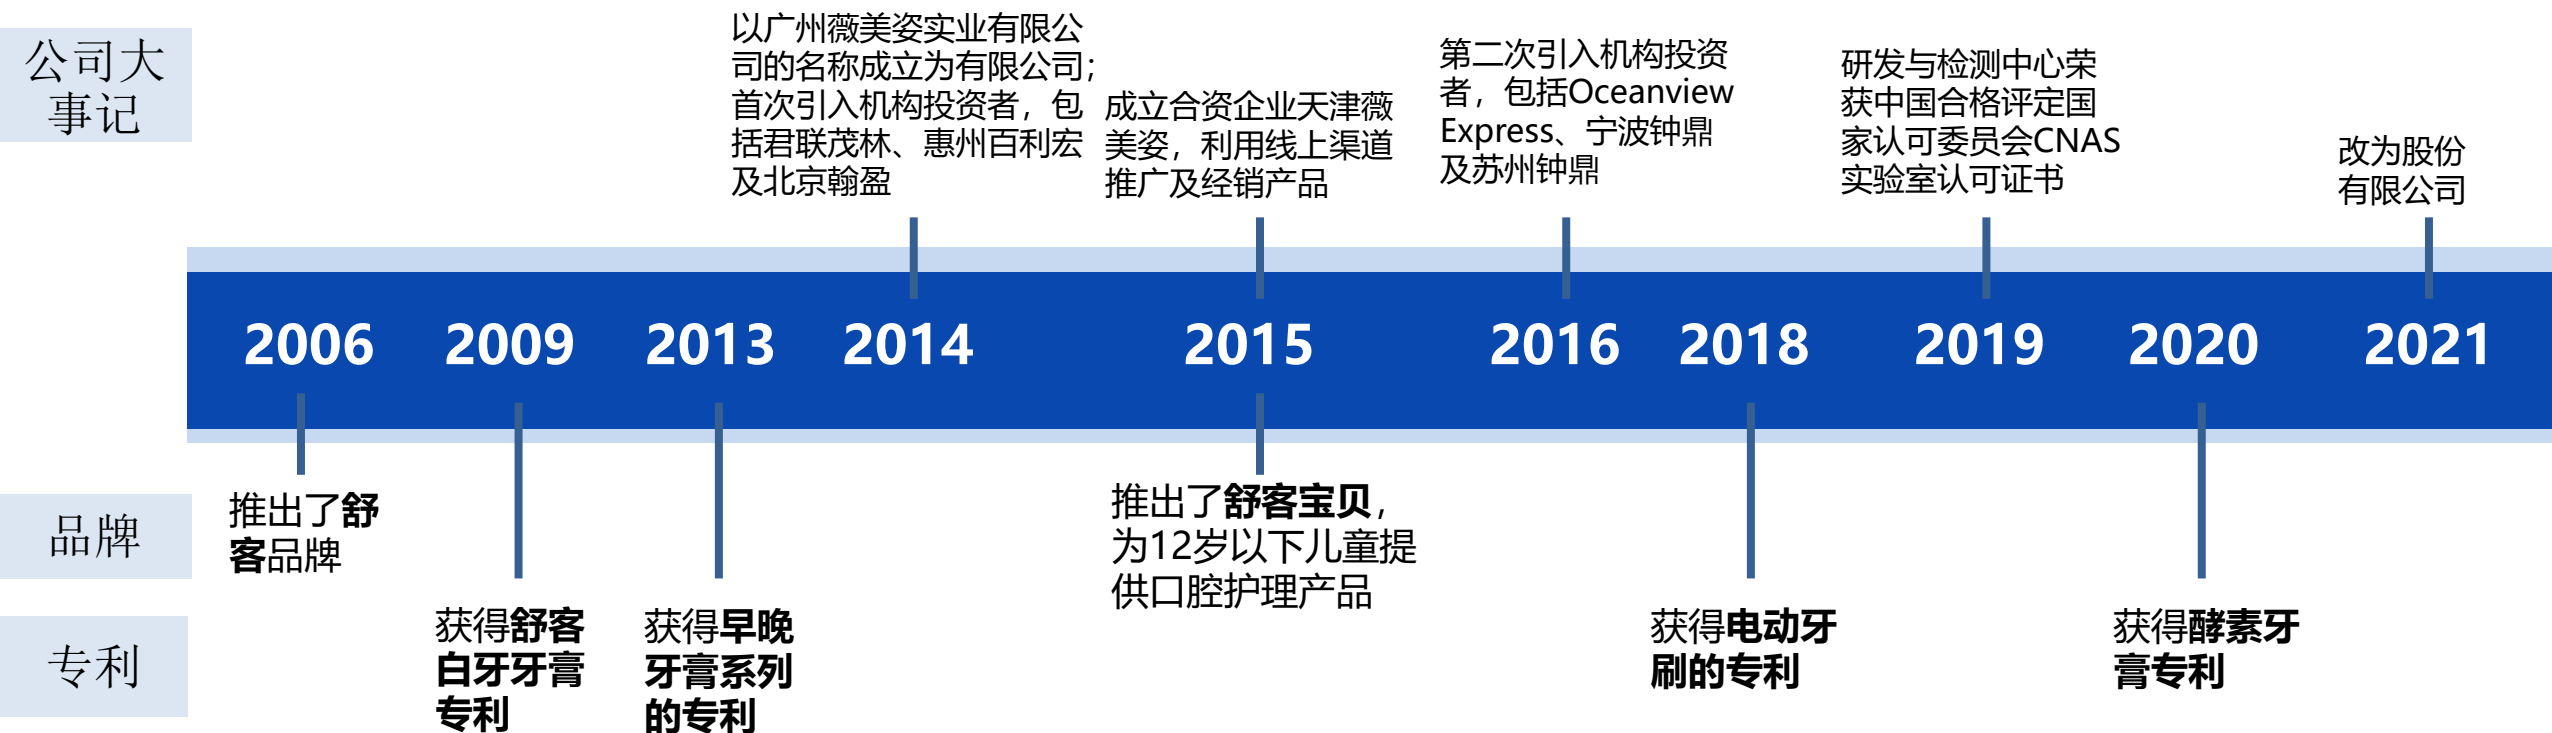 公司大
事记
以广州薇美姿实业有限公
司的名称成立为有限公司；
首次引入机构投资者，包
括君联茂林、惠州百利宏
及北京翰盈
成立合资企业天津薇
美姿，利用线上渠道
推广及经销产品
第二次引入机构投资
者，包括Oceanview
Express、宁波钟鼎
及苏州钟鼎
研发与检测中心荣
获中国合格评定国
家认可委员会CNAS
实验室认可证书
改为股份
有限公司
2006 2009 2013 2014 2015 2016 2018 2019 2020 2021
品牌
推出了舒
客品牌
推出了舒客宝贝，
为12岁以下儿童提
供口腔护理产品
专利
获得舒客
白牙牙膏
专利
获得早晚
牙膏系列
的专利
获得电动牙
刷的专利
获得酵素牙
膏专利